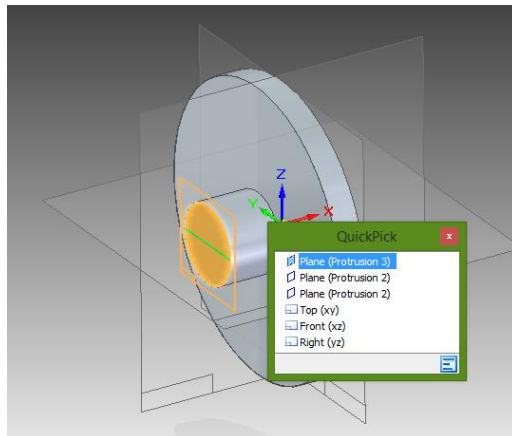 Z
Y
X
QuickPick
x
Plane (Protrusion 3)
Plane (Protrusion 2)
Plane (Protrusion 2)
Top (xy)
Front (xz)
Right (yz)